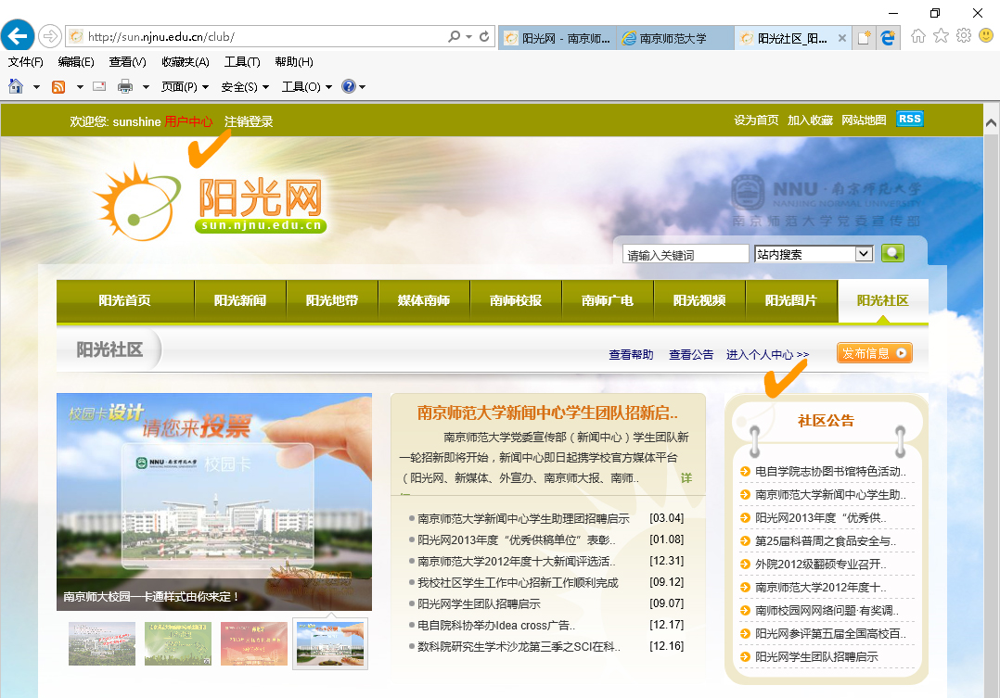 http://sun.njnu.edu.cn/club/
阳光网 - 南京师...
南京师范大学
阳光社区_阳...
文件(F) 编辑(E) 查看(V) 收藏夹(A) 工具(T) 帮助(H)
页面(P) 安全(S) 工具(O)
欢迎您: sunshine 用户中心 注销登录
设为首页 加入收藏 网站地图 RSS
阳光网
sun.njnu.edu.cn
NNU·南京师范大学
NANJING NORMAL UNIVERSITY
南京师范大学党委宣传部
请输入关键词 站内搜索
阳光首页 阳光新闻 阳光地带 媒体南师 南师校报 南师广电 阳光视频 阳光图片 阳光社区
阳光社区
查看帮助 查看公告 进入个人中心 >> 发布信息
校园卡设计
请您来投票
NNU·南京师范大学 校园卡
南京师大校园一卡通样式由你来定！
南京师范大学新闻中心学生团队招新启..
南京师范大学党委宣传部（新闻中心）学生团队新
一轮招新即将开始，新闻中心即日起携学校官方媒体平台
（阳光网、新媒体、外宣办、南京师大报、南师.. 详
南京师范大学新闻中心学生助理团招聘启示 [03.04]
阳光网2013年度“优秀供稿单位”表彰.. [01.08]
南京师范大学2012年度十大新闻评选活.. [12.31]
我校社区学生工作中心招新工作顺利完成 [09.12]
阳光网学生团队招聘启示 [09.07]
电自院科协举办Idea cross广告.. [12.17]
数科院研究生学术沙龙第三季之SCI在科.. [12.16]
社区公告
电自学院志协图书馆特色活动..
南京师范大学新闻中心学生助..
阳光网2013年度“优秀供..
第25届科普周之食品安全与..
外院2012级翻硕专业召开..
南京师范大学2012年度十..
南师校园网网络问题·有奖调..
阳光网参评第五届全国高校百..
阳光网学生团队招聘启示